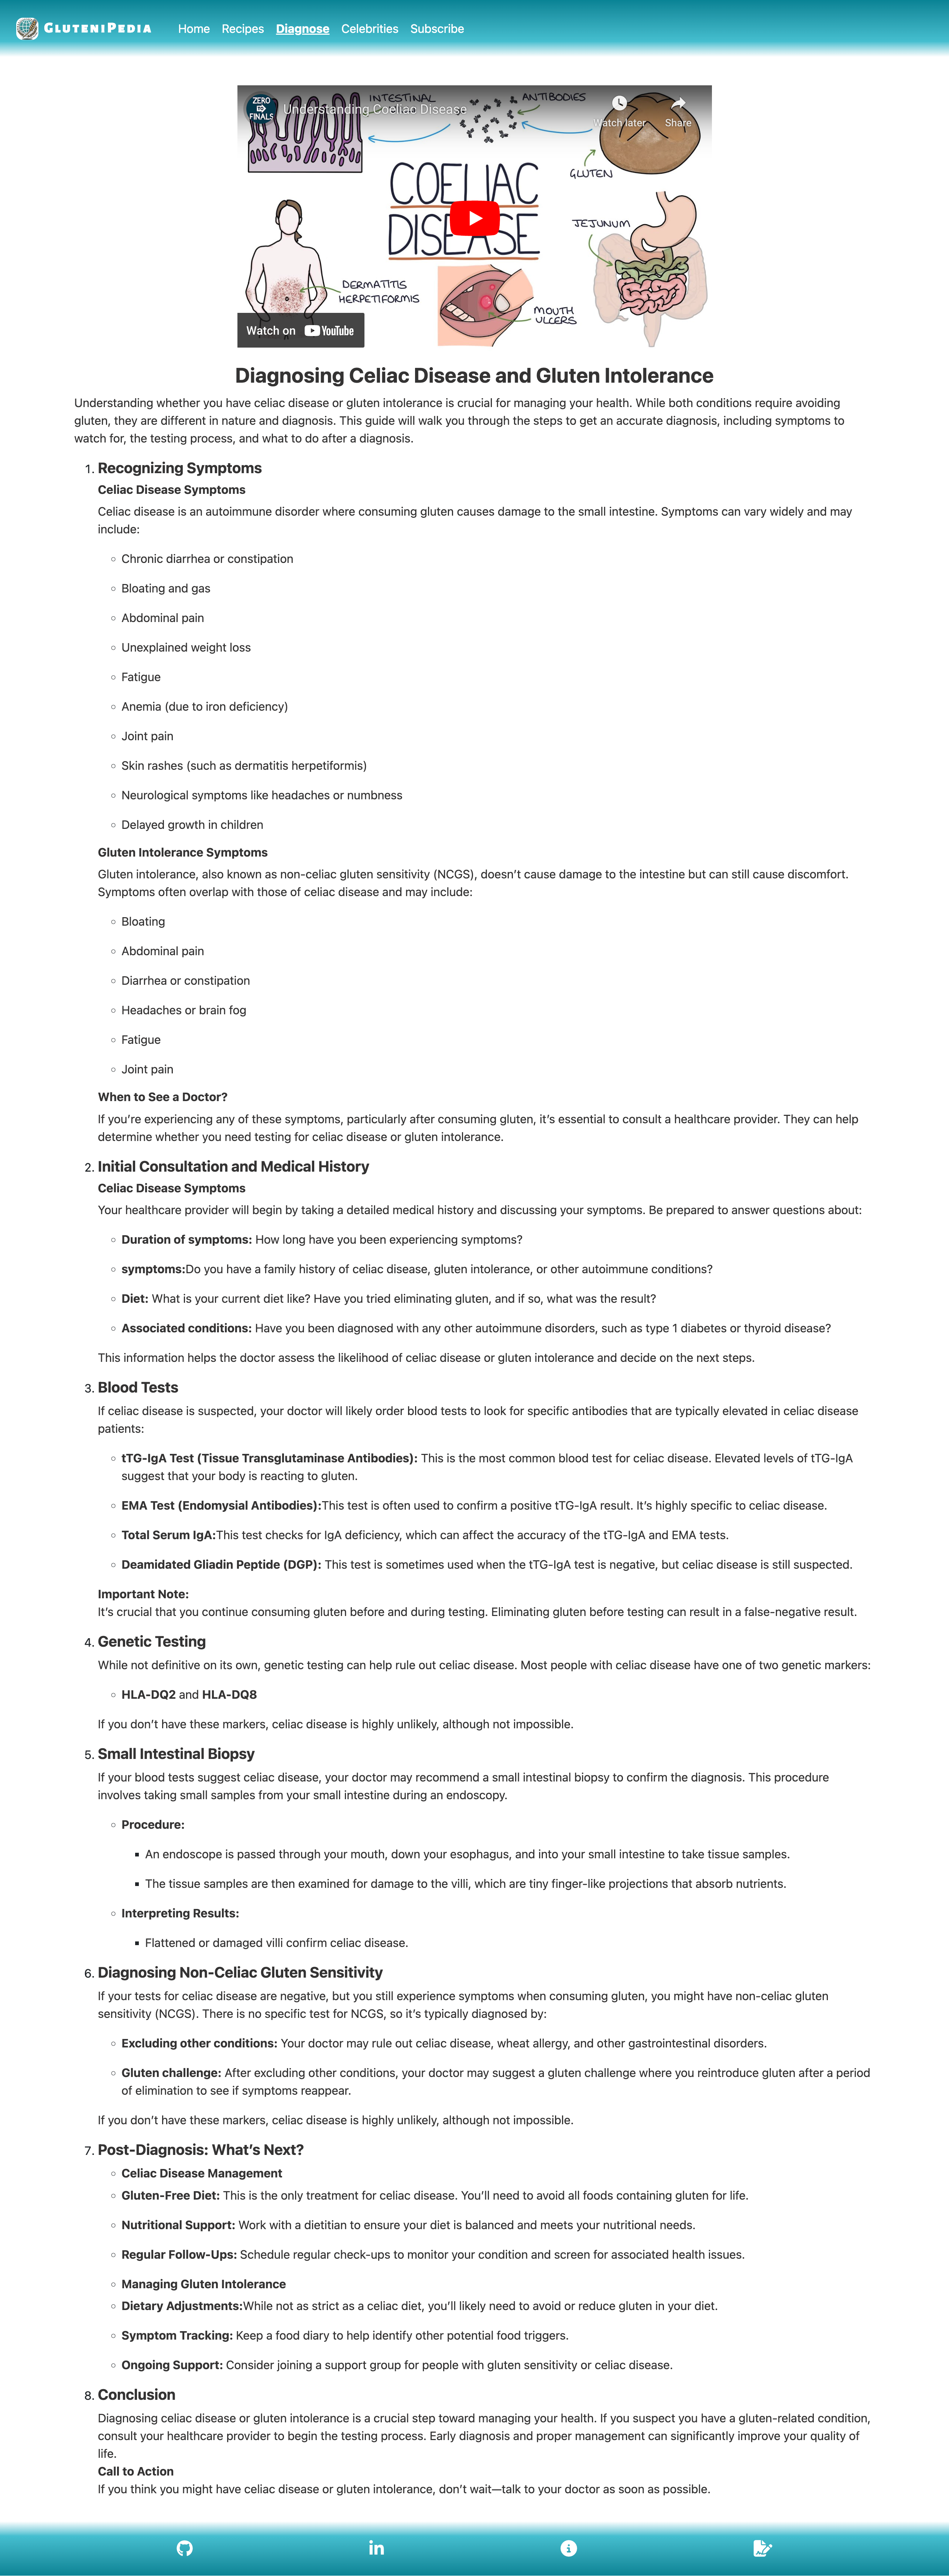 GluteniPedia
Home Recipes Diagnose Celebrities Subscribe
ZERO TO FINALS
Understanding Coeliac Disease
Watch later
Share
INTESTINAL
ANTIBODIES
GLUTEN
COELIAC
DISEASE
JEJUNUM
DERMATITIS
HERPETIFORMIS
MOUTH
ULCERS
Watch on YouTube
Diagnosing Celiac Disease and Gluten Intolerance
Understanding whether you have celiac disease or gluten intolerance is crucial for managing your health. While both conditions require avoiding
gluten, they are different in nature and diagnosis. This guide will walk you through the steps to get an accurate diagnosis, including symptoms to
watch for, the testing process, and what to do after a diagnosis.
1. Recognizing Symptoms
Celiac Disease Symptoms
Celiac disease is an autoimmune disorder where consuming gluten causes damage to the small intestine. Symptoms can vary widely and may
include:
Chronic diarrhea or constipation
Bloating and gas
Abdominal pain
Unexplained weight loss
Fatigue
Anemia (due to iron deficiency)
Joint pain
Skin rashes (such as dermatitis herpetiformis)
Neurological symptoms like headaches or numbness
Delayed growth in children
Gluten Intolerance Symptoms
Gluten intolerance, also known as non-celiac gluten sensitivity (NCGS), doesn’t cause damage to the intestine but can still cause discomfort.
Symptoms often overlap with those of celiac disease and may include:
Bloating
Abdominal pain
Diarrhea or constipation
Headaches or brain fog
Fatigue
Joint pain
When to See a Doctor?
If you’re experiencing any of these symptoms, particularly after consuming gluten, it’s essential to consult a healthcare provider. They can help
determine whether you need testing for celiac disease or gluten intolerance.
2. Initial Consultation and Medical History
Celiac Disease Symptoms
Your healthcare provider will begin by taking a detailed medical history and discussing your symptoms. Be prepared to answer questions about:
Duration of symptoms: How long have you been experiencing symptoms?
symptoms:Do you have a family history of celiac disease, gluten intolerance, or other autoimmune conditions?
Diet: What is your current diet like? Have you tried eliminating gluten, and if so, what was the result?
Associated conditions: Have you been diagnosed with any other autoimmune disorders, such as type 1 diabetes or thyroid disease?
This information helps the doctor assess the likelihood of celiac disease or gluten intolerance and decide on the next steps.
3. Blood Tests
If celiac disease is suspected, your doctor will likely order blood tests to look for specific antibodies that are typically elevated in celiac disease
patients:
tTG-IgA Test (Tissue Transglutaminase Antibodies): This is the most common blood test for celiac disease. Elevated levels of tTG-IgA
suggest that your body is reacting to gluten.
EMA Test (Endomysial Antibodies):This test is often used to confirm a positive tTG-IgA result. It’s highly specific to celiac disease.
Total Serum IgA:This test checks for IgA deficiency, which can affect the accuracy of the tTG-IgA and EMA tests.
Deamidated Gliadin Peptide (DGP): This test is sometimes used when the tTG-IgA test is negative, but celiac disease is still suspected.
Important Note:
It’s crucial that you continue consuming gluten before and during testing. Eliminating gluten before testing can result in a false-negative result.
4. Genetic Testing
While not definitive on its own, genetic testing can help rule out celiac disease. Most people with celiac disease have one of two genetic markers:
HLA-DQ2 and HLA-DQ8
If you don’t have these markers, celiac disease is highly unlikely, although not impossible.
5. Small Intestinal Biopsy
If your blood tests suggest celiac disease, your doctor may recommend a small intestinal biopsy to confirm the diagnosis. This procedure
involves taking small samples from your small intestine during an endoscopy.
Procedure:
An endoscope is passed through your mouth, down your esophagus, and into your small intestine to take tissue samples.
The tissue samples are then examined for damage to the villi, which are tiny finger-like projections that absorb nutrients.
Interpreting Results:
Flattened or damaged villi confirm celiac disease.
6. Diagnosing Non-Celiac Gluten Sensitivity
If your tests for celiac disease are negative, but you still experience symptoms when consuming gluten, you might have non-celiac gluten
sensitivity (NCGS). There is no specific test for NCGS, so it’s typically diagnosed by:
Excluding other conditions: Your doctor may rule out celiac disease, wheat allergy, and other gastrointestinal disorders.
Gluten challenge: After excluding other conditions, your doctor may suggest a gluten challenge where you reintroduce gluten after a period
of elimination to see if symptoms reappear.
If you don’t have these markers, celiac disease is highly unlikely, although not impossible.
7. Post-Diagnosis: What’s Next?
Celiac Disease Management
Gluten-Free Diet: This is the only treatment for celiac disease. You’ll need to avoid all foods containing gluten for life.
Nutritional Support: Work with a dietitian to ensure your diet is balanced and meets your nutritional needs.
Regular Follow-Ups: Schedule regular check-ups to monitor your condition and screen for associated health issues.
Managing Gluten Intolerance
Dietary Adjustments:While not as strict as a celiac diet, you’ll likely need to avoid or reduce gluten in your diet.
Symptom Tracking: Keep a food diary to help identify other potential food triggers.
Ongoing Support: Consider joining a support group for people with gluten sensitivity or celiac disease.
8. Conclusion
Diagnosing celiac disease or gluten intolerance is a crucial step toward managing your health. If you suspect you have a gluten-related condition,
consult your healthcare provider to begin the testing process. Early diagnosis and proper management can significantly improve your quality of
life.
Call to Action
If you think you might have celiac disease or gluten intolerance, don’t wait—talk to your doctor as soon as possible.